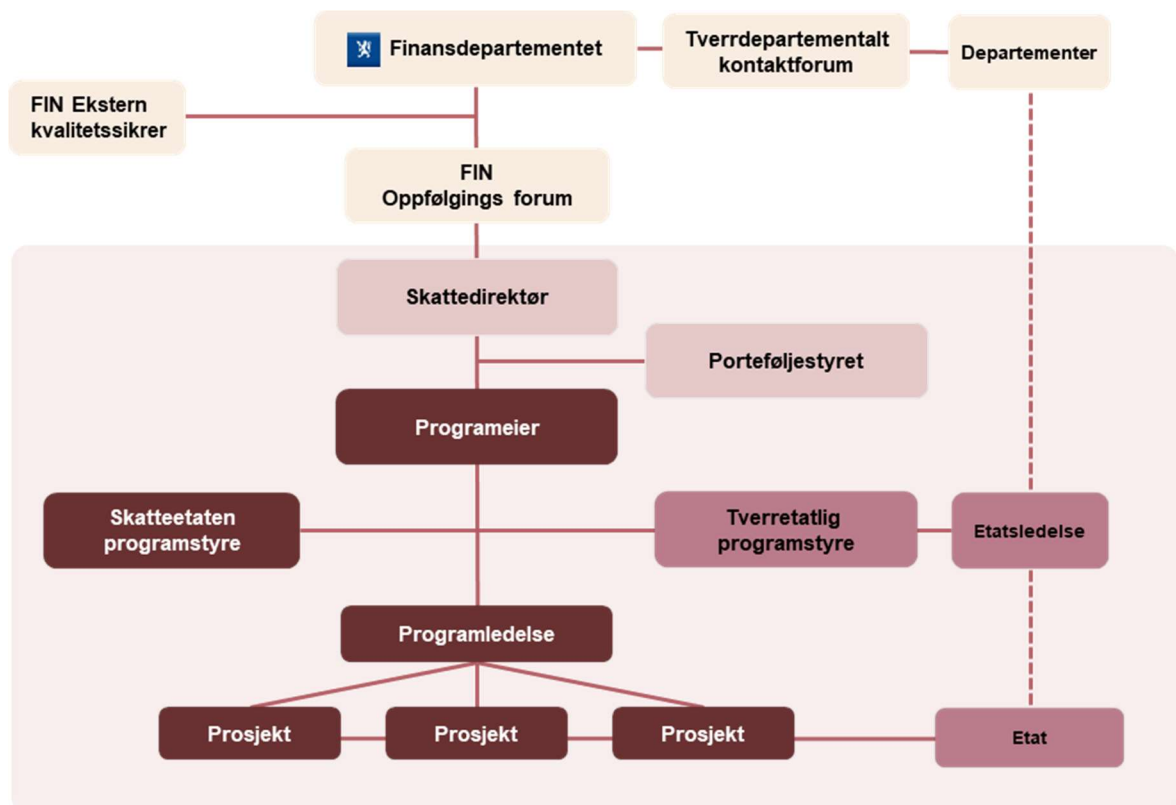 Finansdepartementet
Tverrdepartementalt
kontaktforum
Departementer
FIN Ekstern
kvalitetssikrer
FIN
Oppfølgings forum
Skattedirektør
Porteføljestyret
Programeier
Skatteetaten
programstyre
Tverretatlig
programstyre
Etatsledelse
Programledelse
Prosjekt
Prosjekt
Prosjekt
Etat